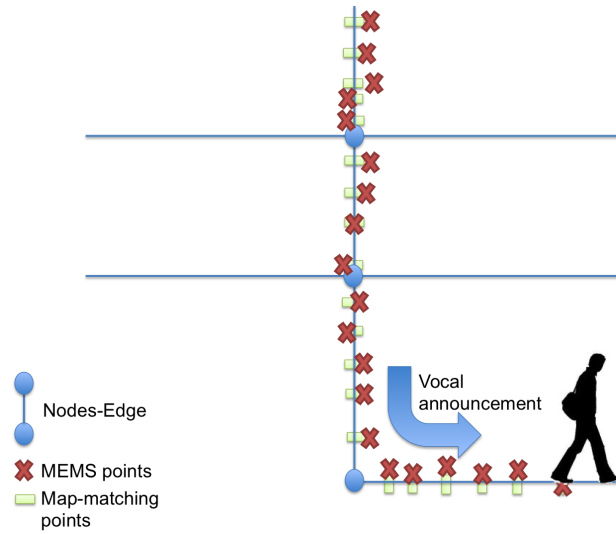 Vocal
announcement
Nodes-Edge
MEMS points
Map-matching
points